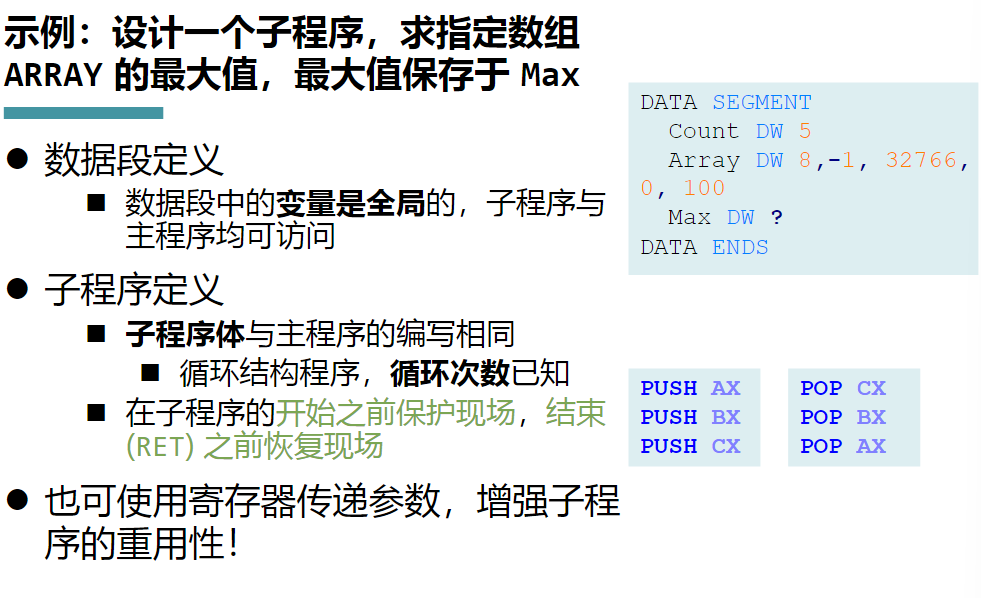 示例：设计一个子程序，求指定数组
ARRAY 的最大值，最大值保存于 Max
● 数据段定义
■ 数据段中的变量是全局的，子程序与
主程序均可访问
● 子程序定义
■ 子程序体与主程序的编写相同
■ 循环结构程序，循环次数已知
■ 在子程序的开始之前保护现场，结束
(RET) 之前恢复现场
● 也可使用寄存器传递参数，增强子程
序的重用性！
DATA SEGMENT
Count DW 5
Array DW 8,-1, 32766,
0, 100
Max DW ?
DATA ENDS
PUSH AX
PUSH BX
PUSH CX
POP CX
POP BX
POP AX